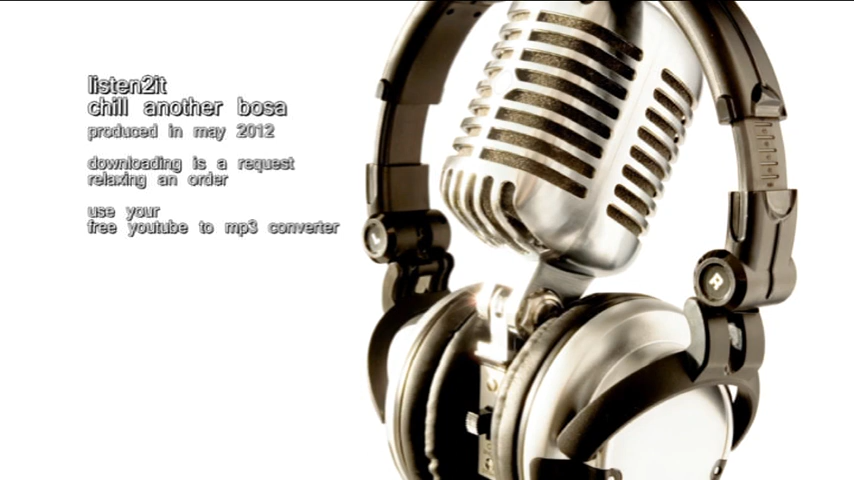 listen2it
chill another bosa
produced in may 2012
downloading is a request
relaxing an order
use your
free youtube to mp3 converter
R